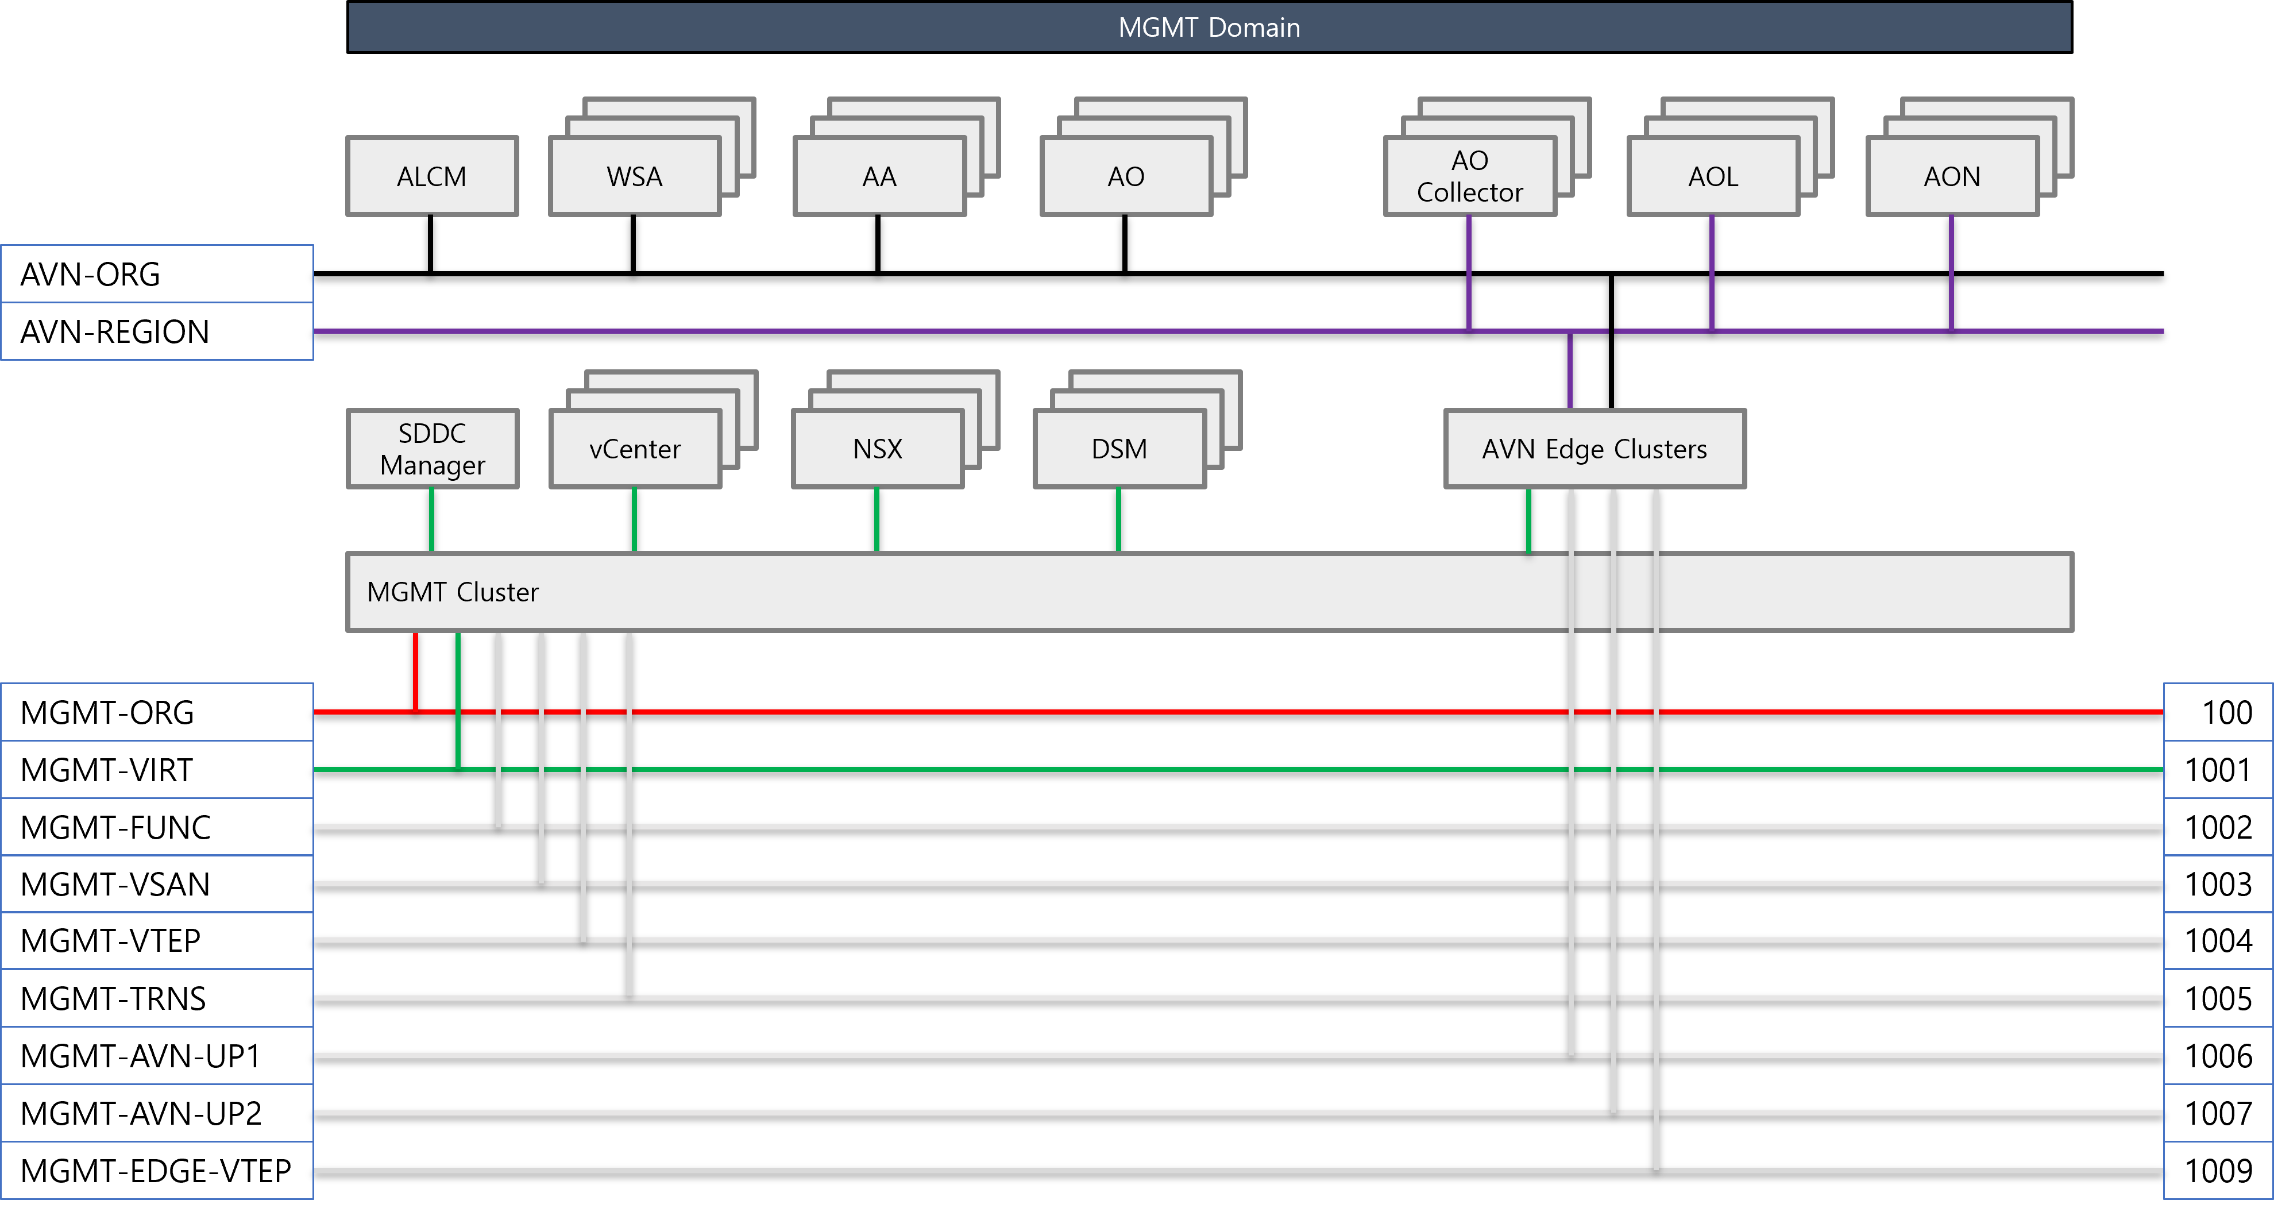 MGMT Domain
ALCM
WSA
AA
AO
AO
Collector
AOL
AON
AVN-ORG
AVN-REGION
SDDC
Manager
vCenter
NSX
DSM
AVN Edge Clusters
MGMT Cluster
MGMT-ORG
100
MGMT-VIRT
1001
MGMT-FUNC
1002
MGMT-VSAN
1003
MGMT-VTEP
1004
MGMT-TRNS
1005
MGMT-AVN-UP1
1006
MGMT-AVN-UP2
1007
MGMT-EDGE-VTEP
1009